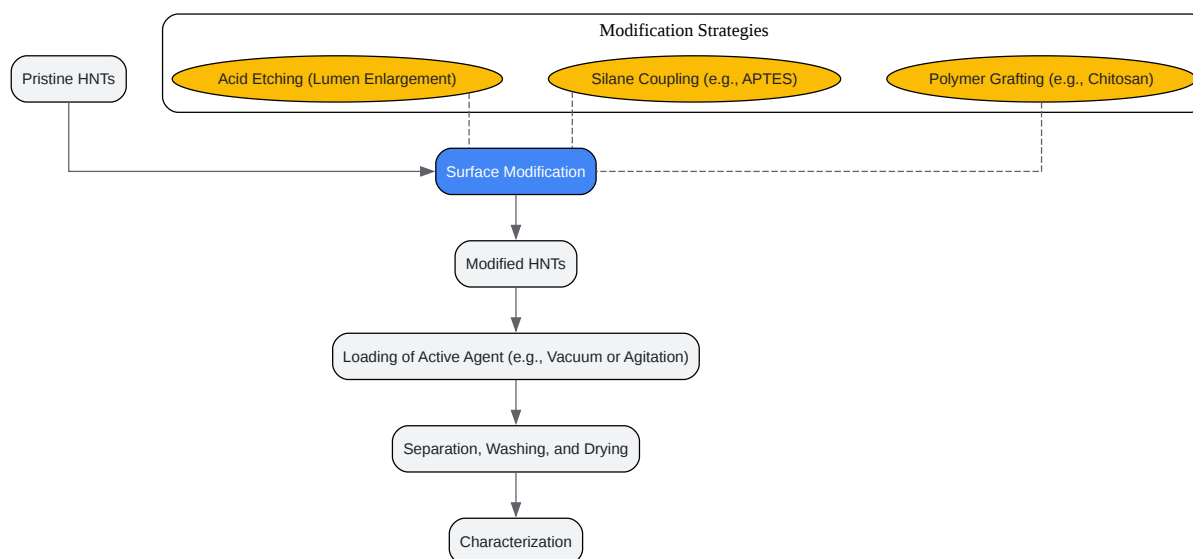 Modification Strategies
Pristine HNTs
Acid Etching (Lumen Enlargement)
Silane Coupling (e.g., APTES)
Polymer Grafting (e.g., Chitosan)
Surface Modification
Modified HNTs
Loading of Active Agent (e.g., Vacuum or Agitation)
Separation, Washing, and Drying
Characterization